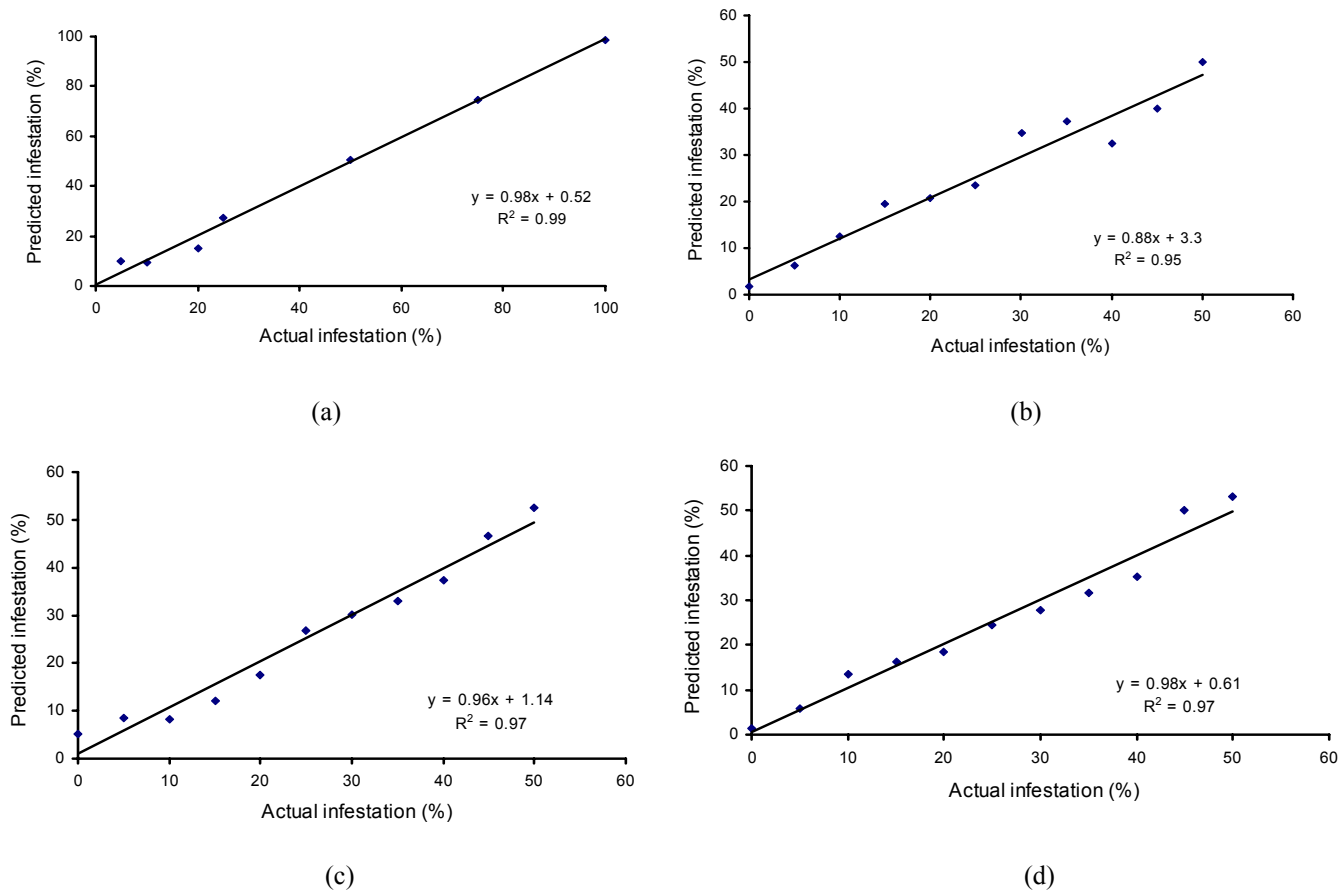 Predicted infestation (%)
100
80
60
40
20
0
y = 0.98x + 0.52
R² = 0.99
0 20 40 60 80 100
Actual infestation (%)
(a)
Predicted infestation (%)
60
50
40
30
20
10
0
y = 0.88x + 3.3
R² = 0.95
0 10 20 30 40 50 60
Actual infestation (%)
(b)
Predicted infestation (%)
60
50
40
30
20
10
0
y = 0.96x + 1.14
R² = 0.97
0 10 20 30 40 50 60
Actual infestation (%)
(c)
Predicted infestation (%)
60
50
40
30
20
10
0
y = 0.98x + 0.61
R² = 0.97
0 10 20 30 40 50 60
Actual infestation (%)
(d)